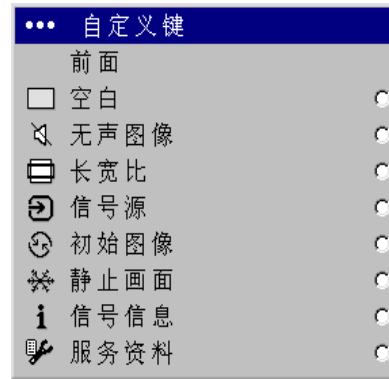 ••• 自定义键
前面
空白
无声图像
长宽比
信号源
初始图像
静止画面
信号信息
服务资料